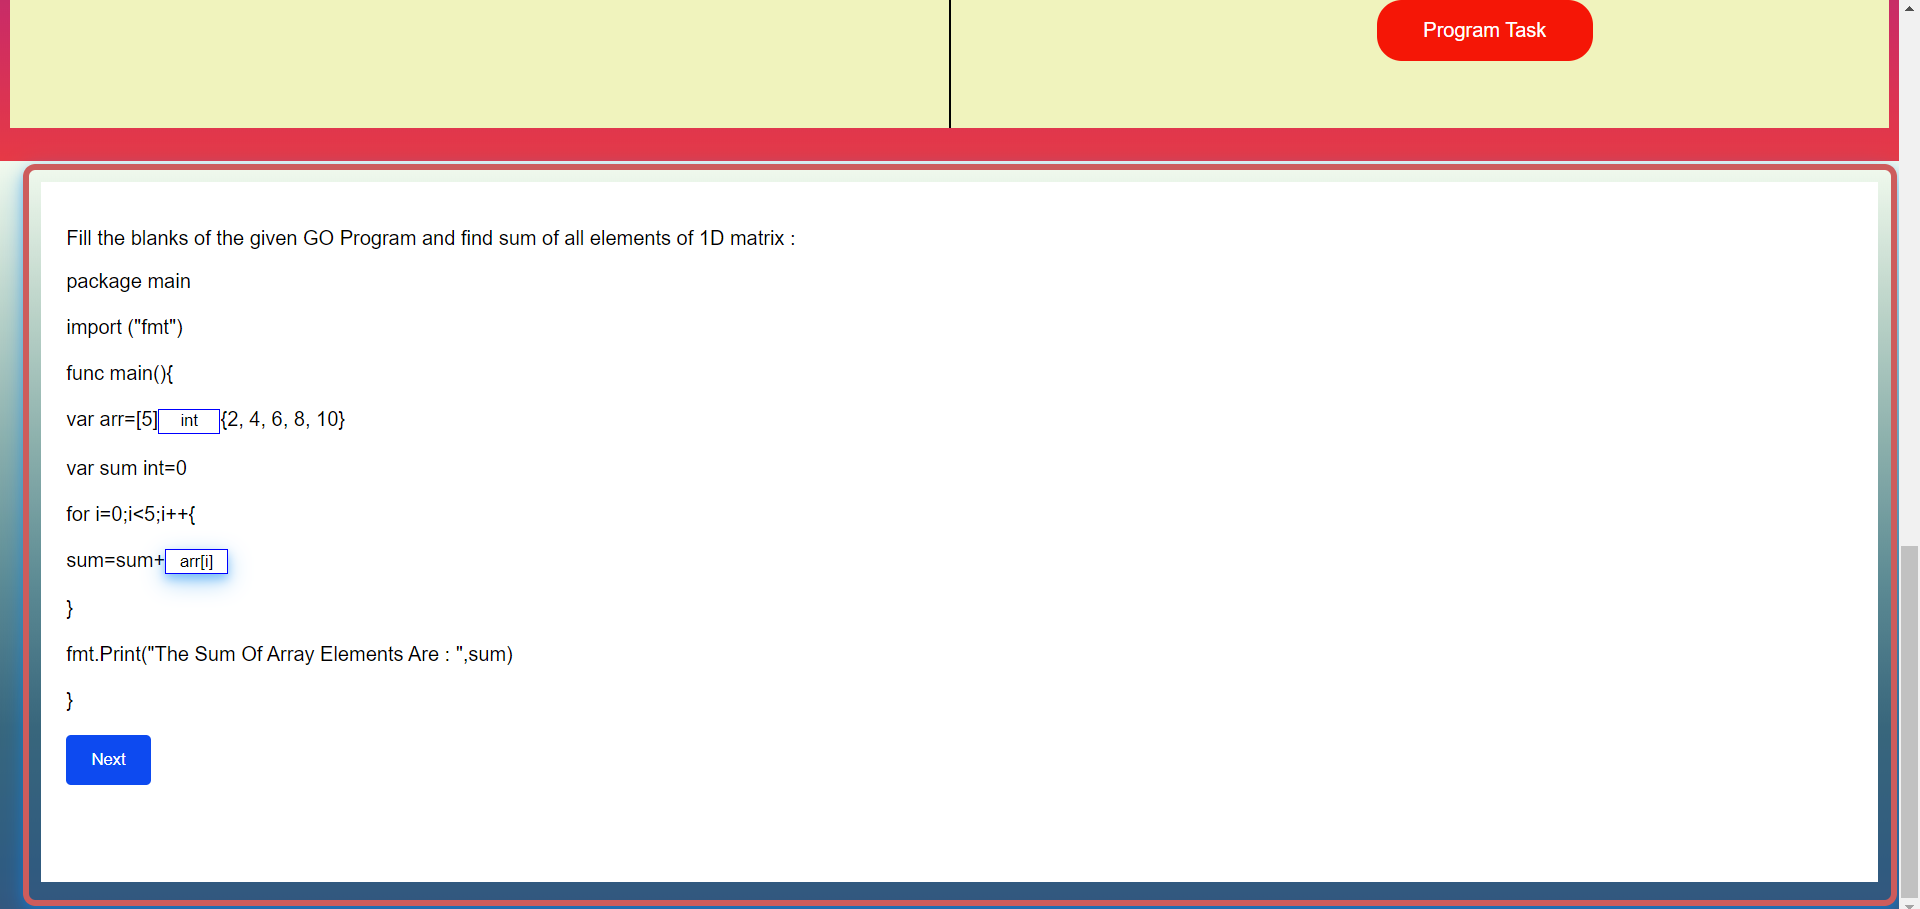 Program Task
Fill the blanks of the given GO Program and find sum of all elements of 1D matrix :
package main
import ("fmt")
func main(){
var arr=[5] int {2, 4, 6, 8, 10}
var sum int=0
for i=0;i<5;i++{
sum=sum+ arr[i]
}
fmt.Print("The Sum Of Array Elements Are : ",sum)
}
Next